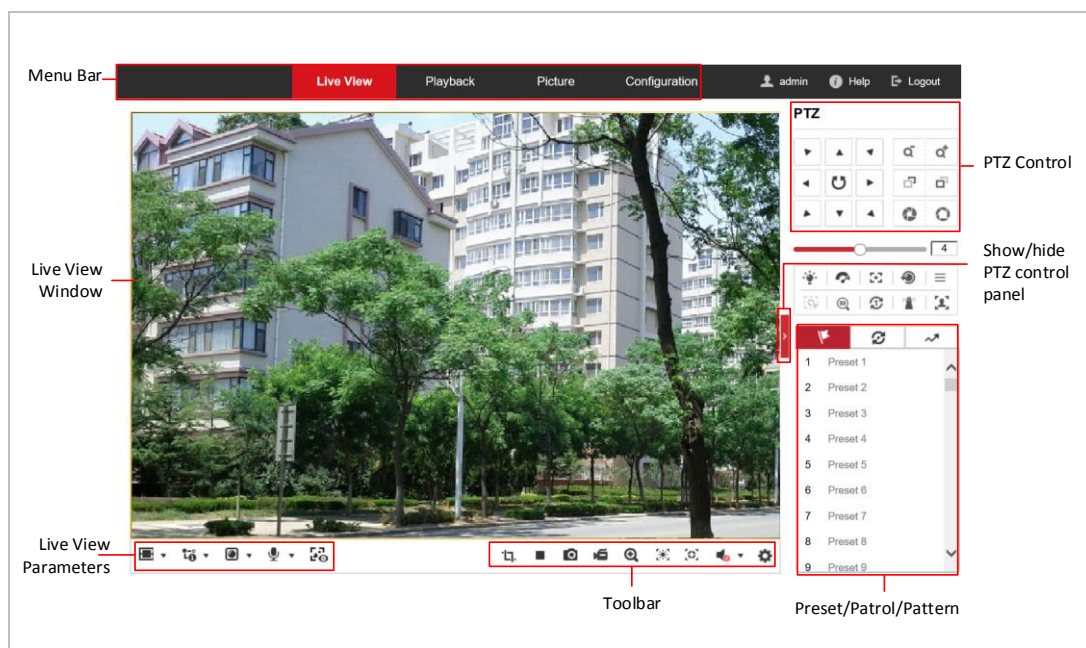 Menu Bar
Live View
Playback
Picture
Configuration
admin
Help
Logout
PTZ
PTZ Control
4
Show/hide
PTZ control
panel
Live View
Window
1 Preset 1
2 Preset 2
3 Preset 3
4 Preset 4
5 Preset 5
6 Preset 6
7 Preset 7
8 Preset 8
9 Preset 9
Live View
Parameters
Toolbar
Preset/Patrol/Pattern